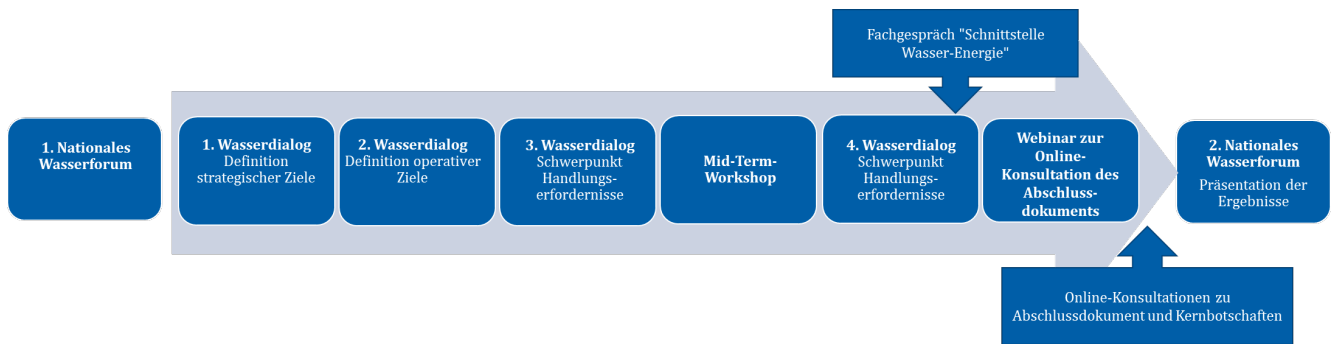 Fachgespräch "Schnittstelle
Wasser-Energie"
1. Nationales
Wasserforum
1. Wasserdialog
Definition
strategischer Ziele
2. Wasserdialog
Definition operativer
Ziele
3. Wasserdialog
Schwerpunkt
Handlungs-
erfordernisse
Mid-Term-
Workshop
4. Wasserdialog
Schwerpunkt
Handlungs-
erfordernisse
Webinar zur
Online-
Konsultation des
Abschluss-
dokuments
2. Nationales
Wasserforum
Präsentation der
Ergebnisse
Online-Konsultationen zu
Abschlussdokument und Kernbotschaften